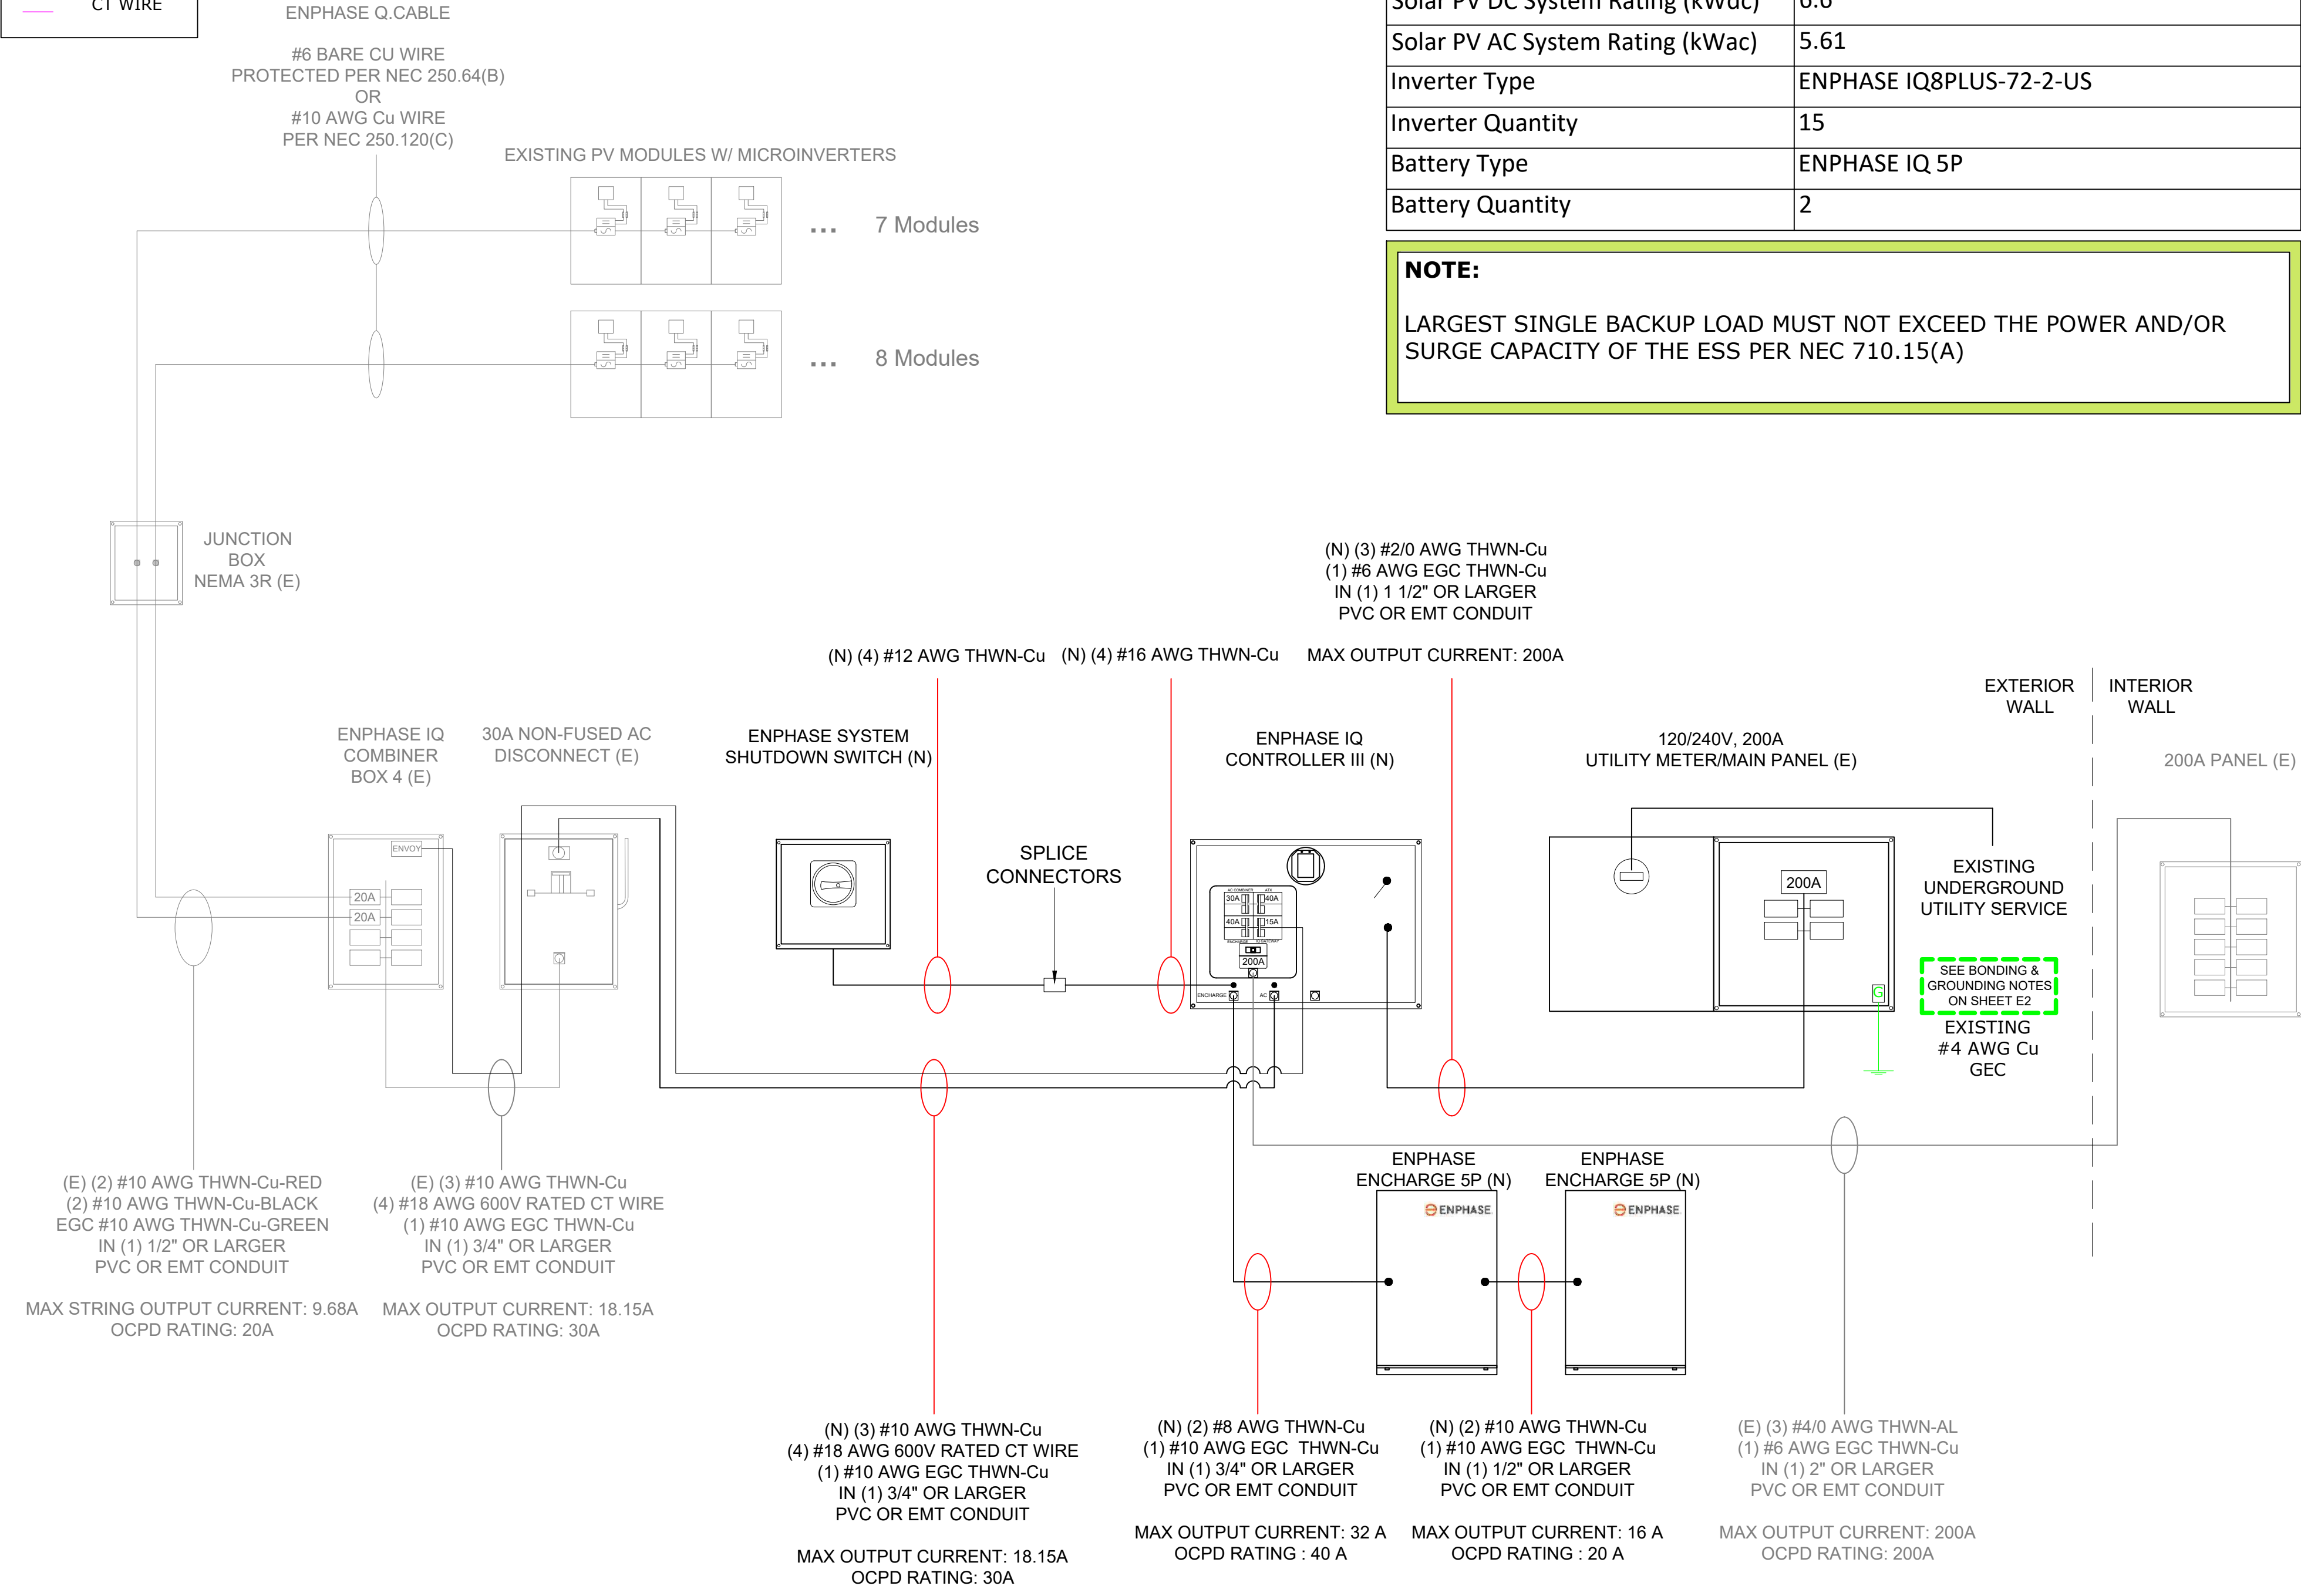 CT WIRE
ENPHASE Q.CABLE
#6 BARE CU WIRE
PROTECTED PER NEC 250.64(B)
OR
#10 AWG Cu WIRE
PER NEC 250.120(C)
Solar PV DC System Rating (kWdc) 6.6
Solar PV AC System Rating (kWac) 5.61
Inverter Type ENPHASE IQ8PLUS-72-2-US
Inverter Quantity 15
Battery Type ENPHASE IQ 5P
Battery Quantity 2
NOTE:
LARGEST SINGLE BACKUP LOAD MUST NOT EXCEED THE POWER AND/OR
SURGE CAPACITY OF THE ESS PER NEC 710.15(A)
EXISTING PV MODULES W/ MICROINVERTERS
... 7 Modules
... 8 Modules
JUNCTION
BOX
NEMA 3R (E)
(N) (3) #2/0 AWG THWN-Cu
(1) #6 AWG EGC THWN-Cu
IN (1) 1 1/2" OR LARGER
PVC OR EMT CONDUIT
MAX OUTPUT CURRENT: 200A
(N) (4) #12 AWG THWN-Cu
(N) (4) #16 AWG THWN-Cu
EXTERIOR
WALL
INTERIOR
WALL
ENPHASE IQ
COMBINER
BOX 4 (E)
30A NON-FUSED AC
DISCONNECT (E)
ENPHASE SYSTEM
SHUTDOWN SWITCH (N)
ENPHASE IQ
CONTROLLER III (N)
120/240V, 200A
UTILITY METER/MAIN PANEL (E)
200A PANEL (E)
ENVOY
20A
20A
SPLICE
CONNECTORS
AC COMBINER ATX
30A 40A
40A 15A
ENCHARGE IQ GATEWAY
200A
ENCHARGE
AC
200A
G
EXISTING
UNDERGROUND
UTILITY SERVICE
SEE BONDING &
GROUNDING NOTES
ON SHEET E2
EXISTING
#4 AWG Cu
GEC
(E) (2) #10 AWG THWN-Cu-RED
(2) #10 AWG THWN-Cu-BLACK
EGC #10 AWG THWN-Cu-GREEN
IN (1) 1/2" OR LARGER
PVC OR EMT CONDUIT
MAX STRING OUTPUT CURRENT: 9.68A
OCPD RATING: 20A
(E) (3) #10 AWG THWN-Cu
(4) #18 AWG 600V RATED CT WIRE
(1) #10 AWG EGC THWN-Cu
IN (1) 3/4" OR LARGER
PVC OR EMT CONDUIT
MAX OUTPUT CURRENT: 18.15A
OCPD RATING: 30A
ENPHASE
ENCHARGE 5P (N)
ENPHASE
ENCHARGE 5P (N)
ENPHASE.
ENPHASE.
(N) (3) #10 AWG THWN-Cu
(4) #18 AWG 600V RATED CT WIRE
(1) #10 AWG EGC THWN-Cu
IN (1) 3/4" OR LARGER
PVC OR EMT CONDUIT
MAX OUTPUT CURRENT: 18.15A
OCPD RATING: 30A
(N) (2) #8 AWG THWN-Cu
(1) #10 AWG EGC THWN-Cu
IN (1) 3/4" OR LARGER
PVC OR EMT CONDUIT
MAX OUTPUT CURRENT: 32 A
OCPD RATING : 40 A
(N) (2) #10 AWG THWN-Cu
(1) #10 AWG EGC THWN-Cu
IN (1) 1/2" OR LARGER
PVC OR EMT CONDUIT
MAX OUTPUT CURRENT: 16 A
OCPD RATING : 20 A
(E) (3) #4/0 AWG THWN-AL
(1) #6 AWG EGC THWN-Cu
IN (1) 2" OR LARGER
PVC OR EMT CONDUIT
MAX OUTPUT CURRENT: 200A
OCPD RATING: 200A